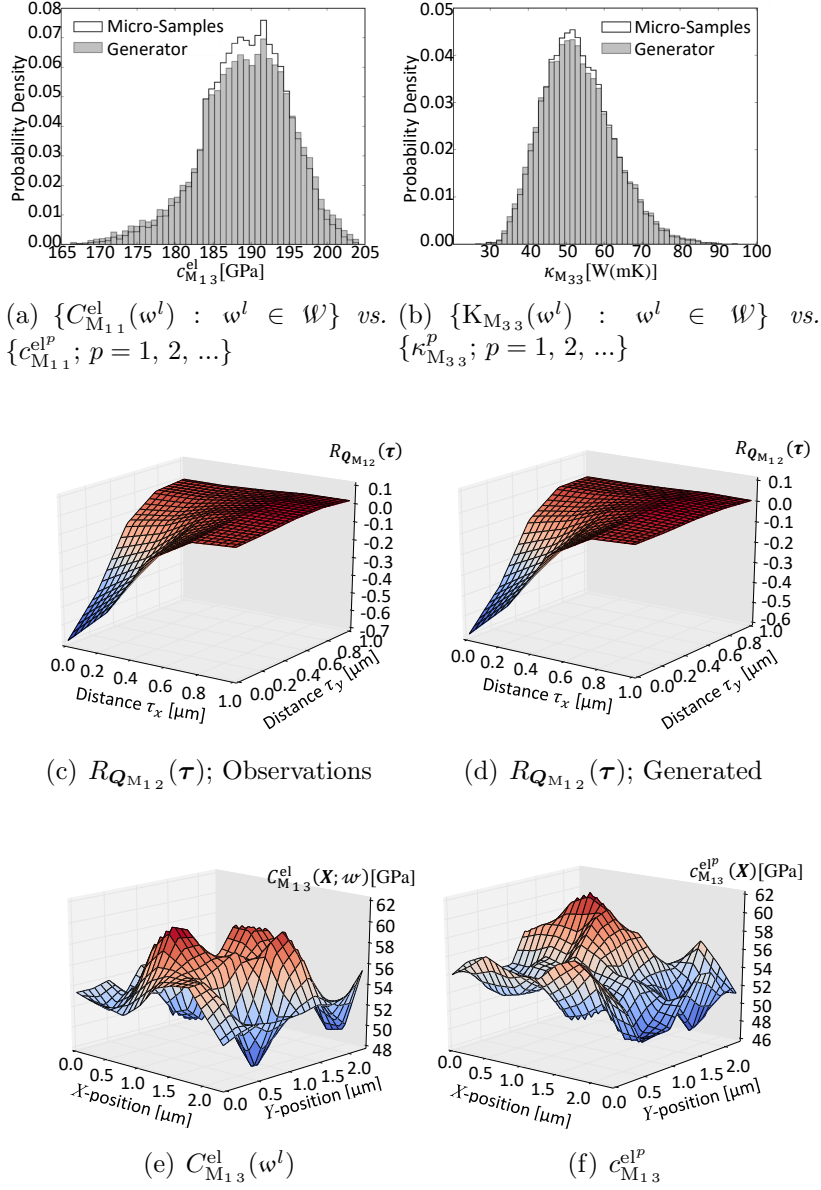 0.08
0.07
0.06
0.05
0.04
0.03
0.02
0.01
0.00
Probability Density
Micro-Samples
Generator
165 170 175 180 185 190 195 200 205
c^el_M13 [GPa]
0.05
0.04
0.03
0.02
0.01
0.00
Probability Density
Micro-Samples
Generator
30 40 50 60 70 80 90 100
κ_M33 [W(mK)]
(a) {C^el_M11(w^l) : w^l ∈ W} vs.
{c^el^p_M11; p = 1, 2, ...}
(b) {K_M33(w^l) : w^l ∈ W} vs.
{κ^p_M33; p = 1, 2, ...}
R_Q_M12(τ)
0.1
0.0
-0.1
-0.2
-0.3
-0.4
-0.5
-0.6
-0.7
0.0 0.2 0.4 0.6 0.8 1.0
Distance τ_x [μm]
0.0 0.2 0.4 0.6 0.8 1.0
Distance τ_y [μm]
R_Q_M12(τ)
0.1
0.0
-0.1
-0.2
-0.3
-0.4
-0.5
-0.6
0.0 0.2 0.4 0.6 0.8 1.0
Distance τ_x [μm]
0.0 0.2 0.4 0.6 0.8 1.0
Distance τ_y [μm]
(c) R_Q_M12(τ); Observations
(d) R_Q_M12(τ); Generated
C^el_M13(X; w)[GPa]
62
60
58
56
54
52
50
48
0.0 0.5 1.0 1.5 2.0
X-position [μm]
0.0 0.5 1.0 1.5 2.0
Y-position [μm]
c^el^p_M13(X)[GPa]
62
60
58
56
54
52
50
48
46
0.0 0.5 1.0 1.5 2.0
X-position [μm]
0.0 0.5 1.0 1.5 2.0
Y-position [μm]
(e) C^el_M13(w^l)
(f) c^el^p_M13